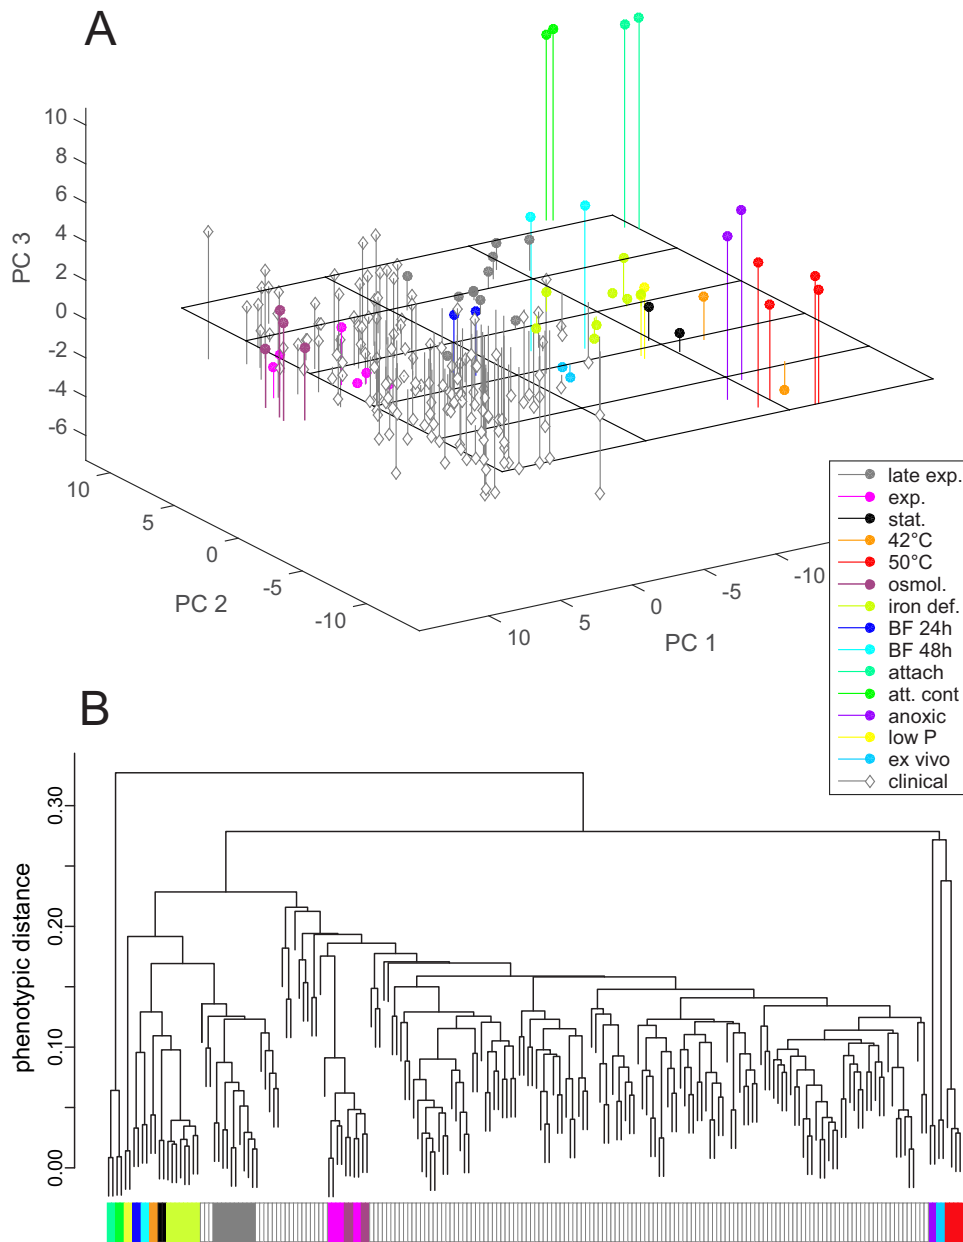 A
10
8
6
4
2
0
-2
-4
-6
PC 3
10
5
0
-5
-10
PC 2
10
5
0
-5
-10
PC 1
late exp.
exp.
stat.
42°C
50°C
osmol.
iron def.
BF 24h
BF 48h
attach
att. cont
anoxic
low P
ex vivo
clinical
B
0.30
0.20
0.10
0.00
phenotypic distance